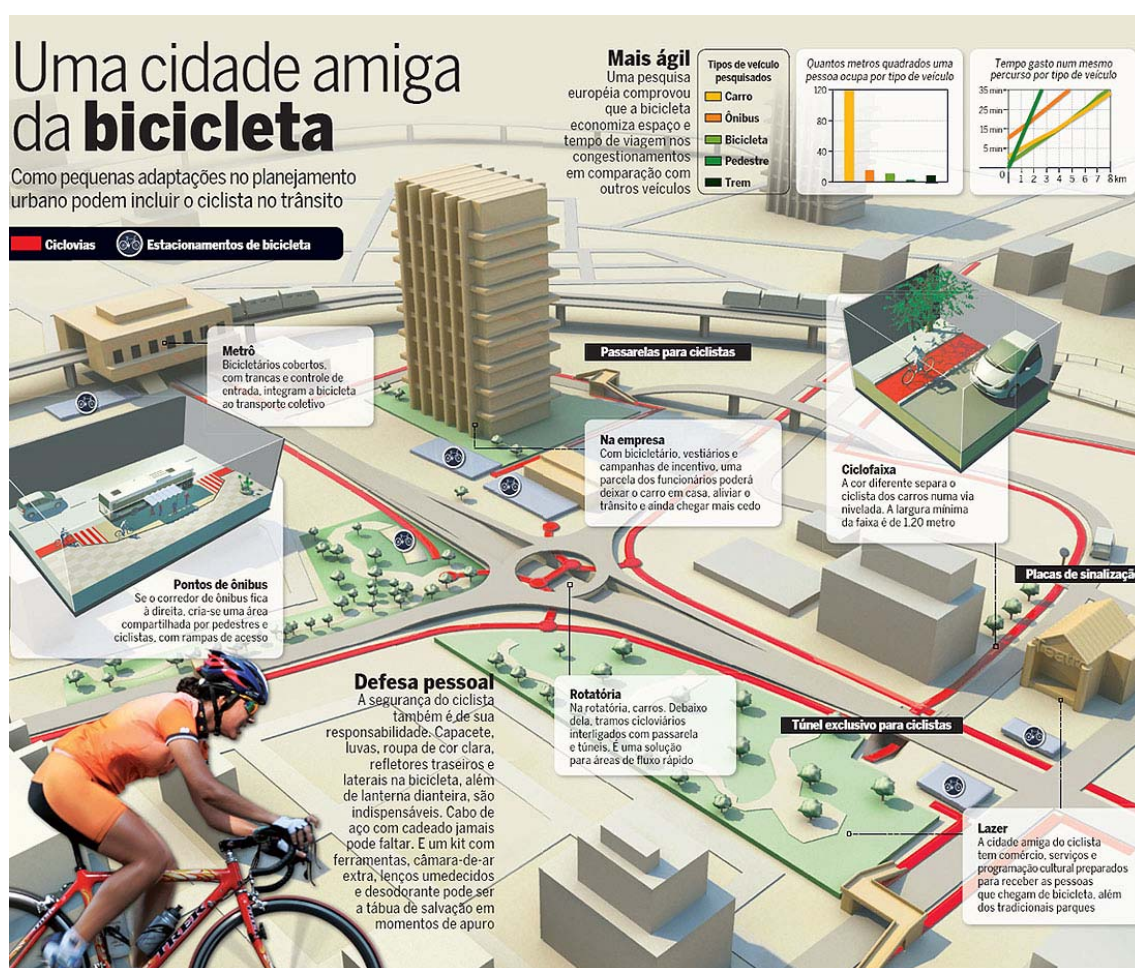 Uma cidade amiga
da bicicleta
Como pequenas adaptações no planejamento
urbano podem incluir o ciclista no trânsito
Ciclovias
Estacionamentos de bicicleta
Mais ágil
Uma pesquisa
européia comprovou
que a bicicleta
economiza espaço e
tempo de viagem nos
congestionamentos
em comparação com
outros veículos
Tipos de veículo
pesquisados
Carro
Ônibus
Bicicleta
Pedestre
Trem
Quantos metros quadrados uma
pessoa ocupa por tipo de veículo
120
80
40
0
Tempo gasto num mesmo
percurso por tipo de veículo
35 min
25 min
15 min
5 min
0 1 2 3 4 5 6 7 8 km
Metrô
Bicicletários cobertos,
com trancas e controle de
entrada, integram a bicicleta
ao transporte coletivo
Passarelas para ciclistas
Na empresa
Com bicicletário, vestiários e
campanhas de incentivo, uma
parcela dos funcionários poderá
deixar o carro em casa, aliviar o
trânsito e ainda chegar mais cedo
Ciclofaixa
A cor diferente separa o
ciclista dos carros numa via
nivelada. A largura mínima
da faixa é de 1,20 metro
Pontos de ônibus
Se o corredor de ônibus fica
à direita, cria-se uma área
compartilhada por pedestres e
ciclistas, com rampas de acesso
Placas de sinalizaçã
Defesa pessoal
A segurança do ciclista
também é de sua
responsabilidade. Capacete,
luvas, roupa de cor clara,
refletores traseiros e
laterais na bicicleta, além
de lanterna dianteira, são
indispensáveis. Cabo de
aço com cadeado jamais
pode faltar. E um kit com
ferramentas, câmara-de-ar
extra, lenços umedecidos
e desodorante pode ser
a tábua de salvação em
momentos de apuro
Rotatória
Na rotatória, carros. Debaixo
dela, tramos cicloviários
interligados com passarela
e túneis. É uma solução
para áreas de fluxo rápido
Túnel exclusivo para ciclistas
Lazer
A cidade amiga do ciclista
tem comércio, serviços e
programação cultural preparados
para receber as pessoas
que chegam de bicicleta, além
dos tradicionais parques
TREK